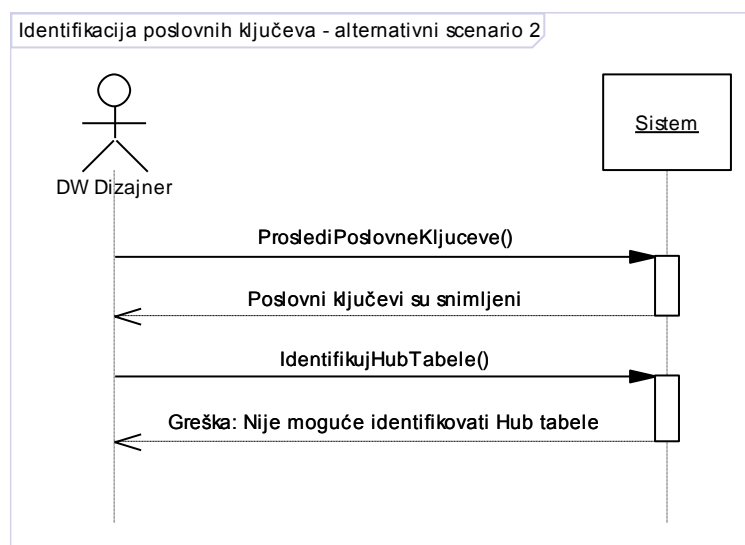 Identifikacija poslovnih ključeva - alternativni scenario 2
Sistem
DW Dizajner
ProslediPoslovneKljuceve()
Poslovni ključevi su snimljeni
IdentifikujHubTabele()
Greška: Nije moguće identifikovati Hub tabele